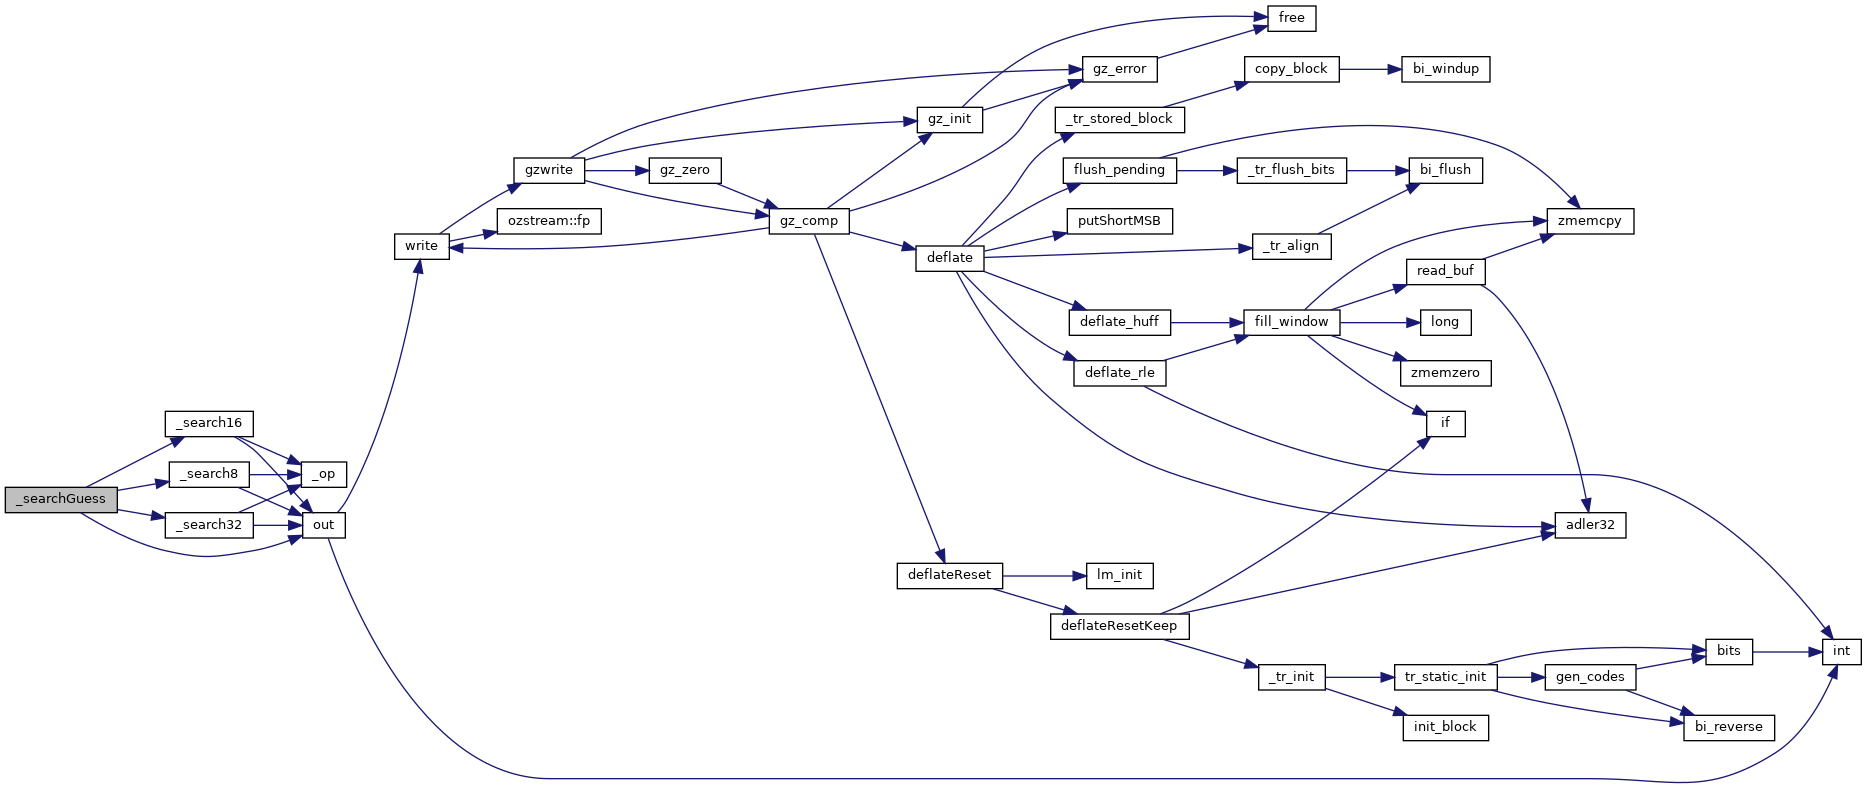 free
gz_error
copy_block
bi_windup
gz_init
_tr_stored_block
gzwrite
gz_zero
flush_pending
_tr_flush_bits
bi_flush
ozstream::fp
gz_comp
putShortMSB
zmemcpy
write
deflate
_tr_align
read_buf
deflate_huff
fill_window
long
deflate_rle
zmemzero
_search16
if
_search8
_op
_searchGuess
_search32
out
adler32
deflateReset
lm_init
deflateResetKeep
bits
int
_tr_init
tr_static_init
gen_codes
init_block
bi_reverse